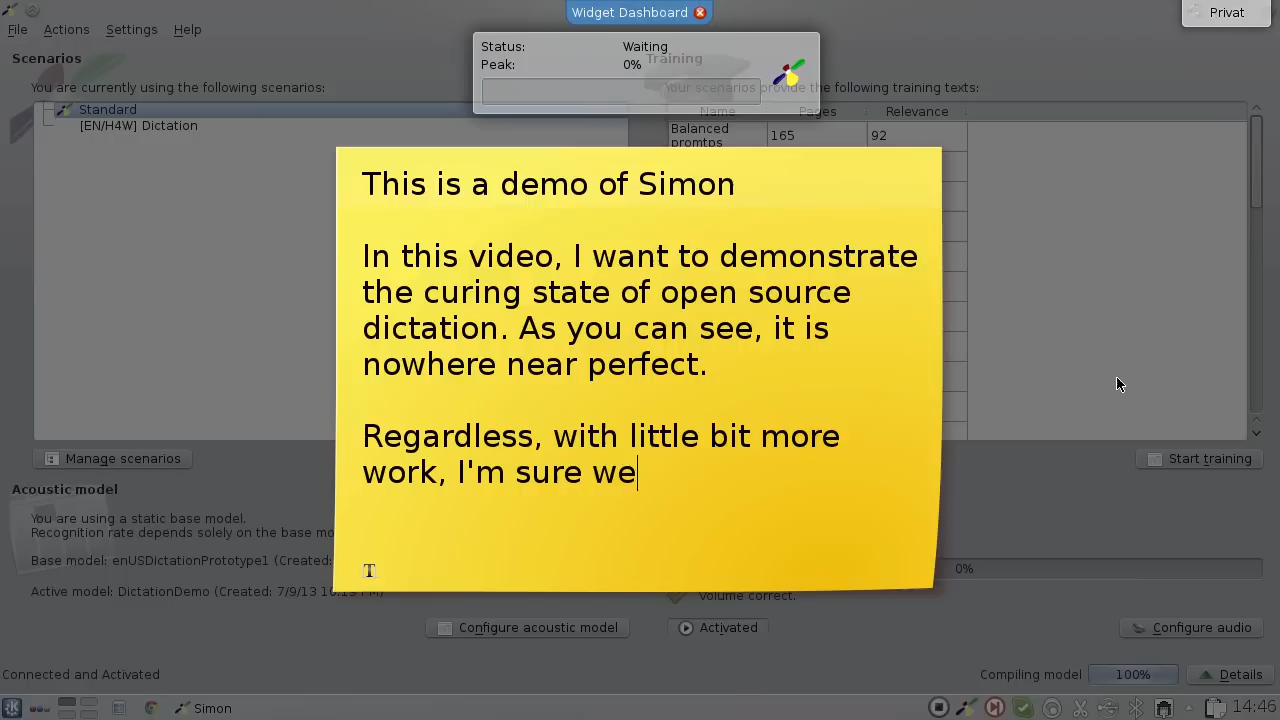 Widget Dashboard
Privat
File Actions Settings Help
Status: Waiting
Peak: 0%
Scenarios
Training
You are currently using the following scenarios:
Your scenarios provide the following training texts:
Standard
[EN/H4W] Dictation
Name Pages Relevance
Balanced promtps 165 92
This is a demo of Simon
In this video, I want to demonstrate
the curing state of open source
dictation. As you can see, it is
nowhere near perfect.
Regardless, with little bit more
work, I'm sure we
T
Manage scenarios
Start training
Acoustic model
You are using a static base model.
Recognition rate depends solely on the base mo
Base model: enUSDictationPrototype1 (Created:
0%
Active model: DictationDemo (Created: 7/9/13 10:15 PM)
Volume correct.
Configure acoustic model
Activated
Configure audio
Connected and Activated
Compiling model 100% Details
Simon
14:46